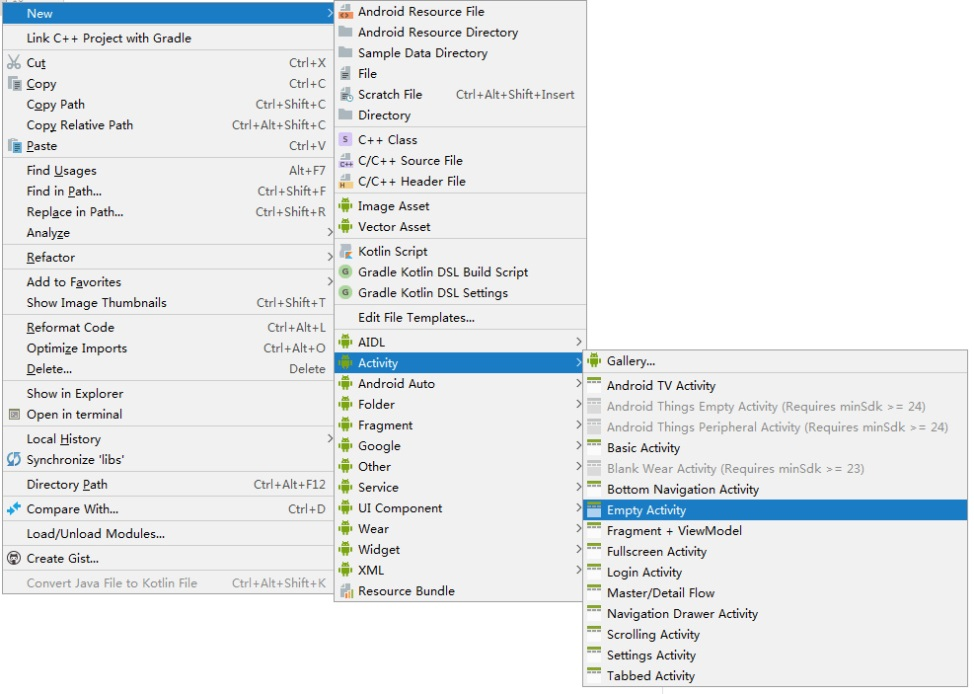 New
Link C++ Project with Gradle
Cut Ctrl+X
Copy Ctrl+C
Copy Path Ctrl+Shift+C
Copy Relative Path Ctrl+Alt+Shift+C
Paste Ctrl+V
Find Usages Alt+F7
Find in Path... Ctrl+Shift+F
Replace in Path... Ctrl+Shift+R
Analyze
Refactor
Add to Favorites
Show Image Thumbnails Ctrl+Shift+T
Reformat Code Ctrl+Alt+L
Optimize Imports Ctrl+Alt+O
Delete... Delete
Show in Explorer
Open in terminal
Local History
Synchronize 'libs'
Directory Path Ctrl+Alt+F12
Compare With... Ctrl+D
Load/Unload Modules...
Create Gist...
Convert Java File to Kotlin File Ctrl+Alt+Shift+K
Android Resource File
Android Resource Directory
Sample Data Directory
File
Scratch File Ctrl+Alt+Shift+Insert
Directory
S C++ Class
C++ C/C++ Source File
H C/C++ Header File
Image Asset
Vector Asset
Kotlin Script
G Gradle Kotlin DSL Build Script
G Gradle Kotlin DSL Settings
Edit File Templates...
AIDL
Activity
Android Auto
Folder
Fragment
Google
Other
Service
UI Component
Wear
Widget
XML
Resource Bundle
Gallery...
Android TV Activity
Android Things Empty Activity (Requires minSdk >= 24)
Android Things Peripheral Activity (Requires minSdk >= 24)
Basic Activity
Blank Wear Activity (Requires minSdk >= 23)
Bottom Navigation Activity
Empty Activity
Fragment + ViewModel
Fullscreen Activity
Login Activity
Master/Detail Flow
Navigation Drawer Activity
Scrolling Activity
Settings Activity
Tabbed Activity